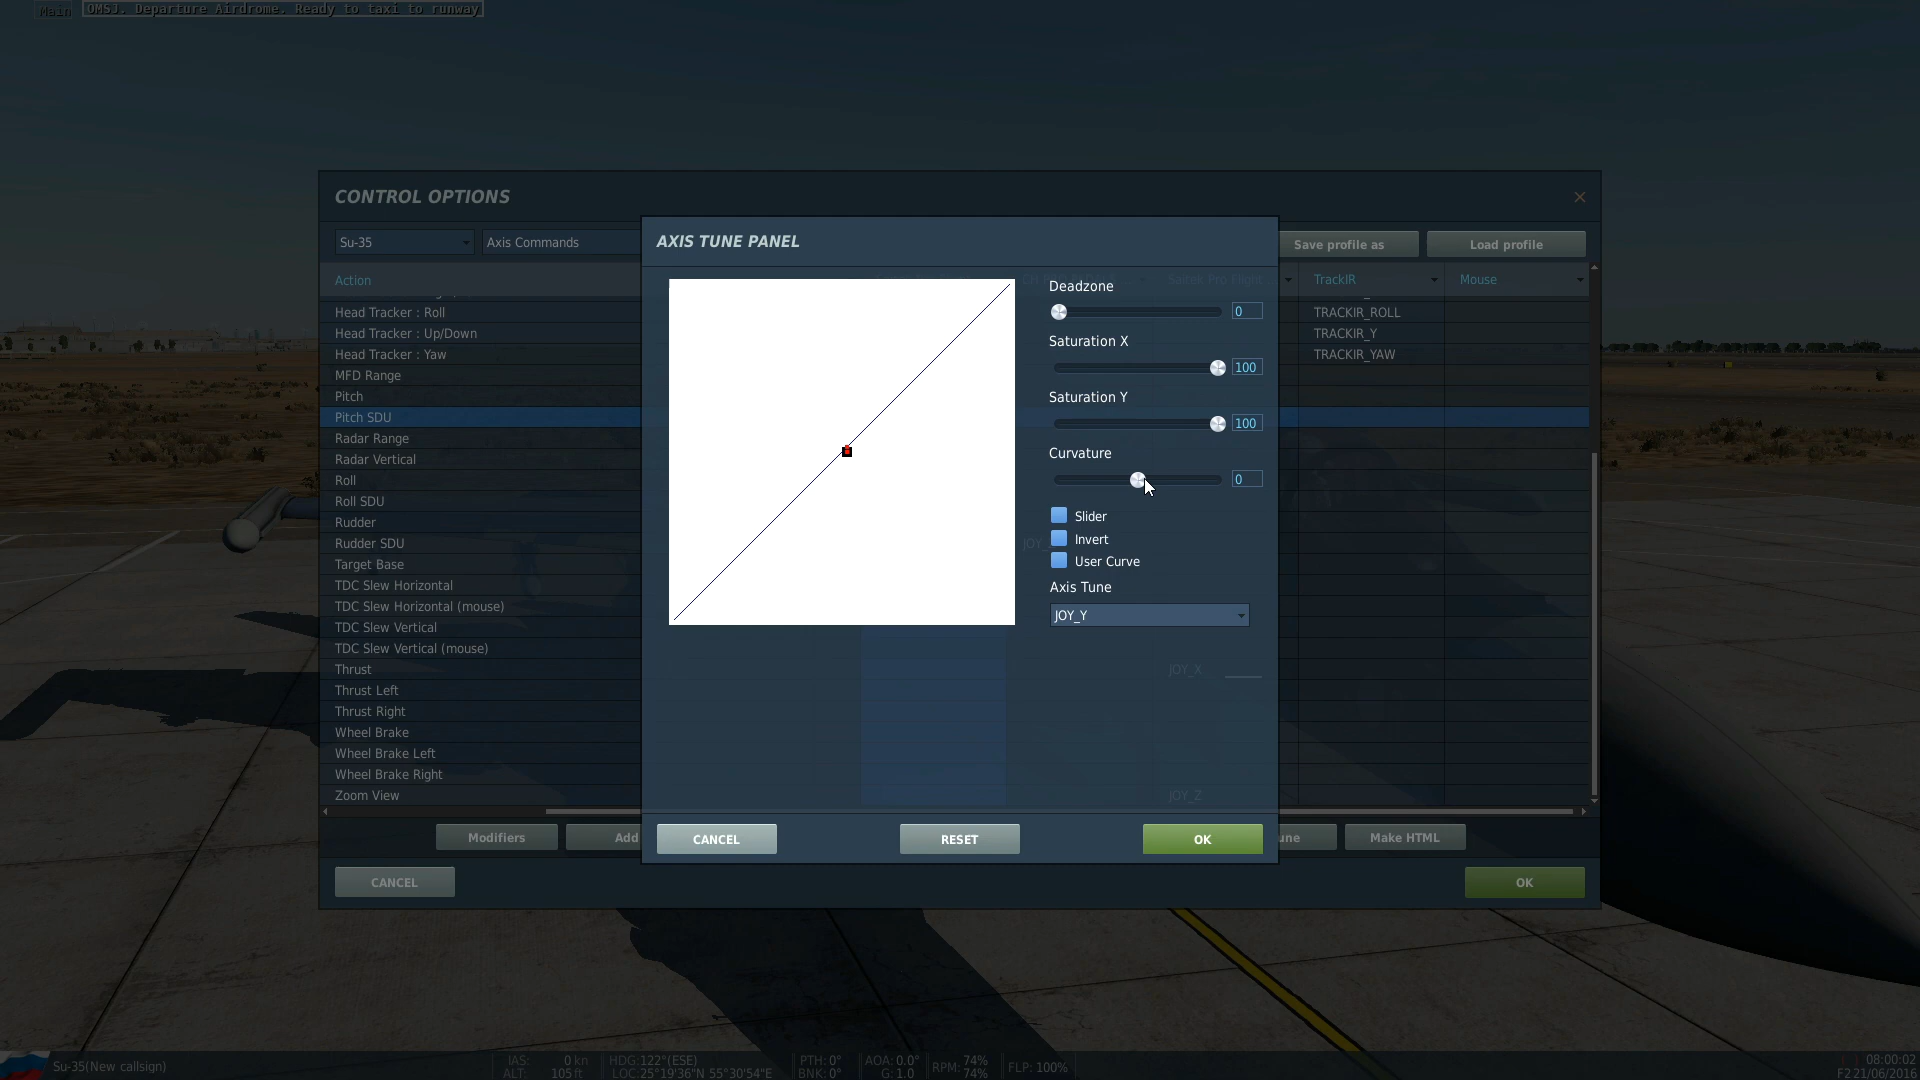 Main OMSJ. Departure Airdrome. Ready to taxi to runway
CONTROL OPTIONS
Su-35
Axis Commands
Save profile as
Load profile
Action
TrackIR
Mouse
Head Tracker : Roll
TRACKIR_ROLL
Head Tracker : Up/Down
TRACKIR_Y
Head Tracker : Yaw
TRACKIR_YAW
MFD Range
Pitch
Pitch SDU
Radar Range
Radar Vertical
Roll
Roll SDU
Rudder
Rudder SDU
Target Base
TDC Slew Horizontal
TDC Slew Horizontal (mouse)
TDC Slew Vertical
TDC Slew Vertical (mouse)
Thrust
JOY_X
Thrust Left
Thrust Right
Wheel Brake
Wheel Brake Left
Wheel Brake Right
Zoom View
JOY_Z
Modifiers
Add
une
Make HTML
CANCEL
OK
AXIS TUNE PANEL
Deadzone
0
Saturation X
100
Saturation Y
100
Curvature
0
Slider
Invert
User Curve
Axis Tune
JOY_Y
CANCEL
RESET
OK
Su-35(New callsign)
IAS: 0 kn
ALT: 105 ft
HDG:122°(ESE)
LOC:25°19'36"N 55°30'54"E
PTH: 0°
BNK: 0°
AOA: 0.0°
G: 1.0
RPM: 74%
74%
FLP: 100%
08:00:02
F2 21/06/2016